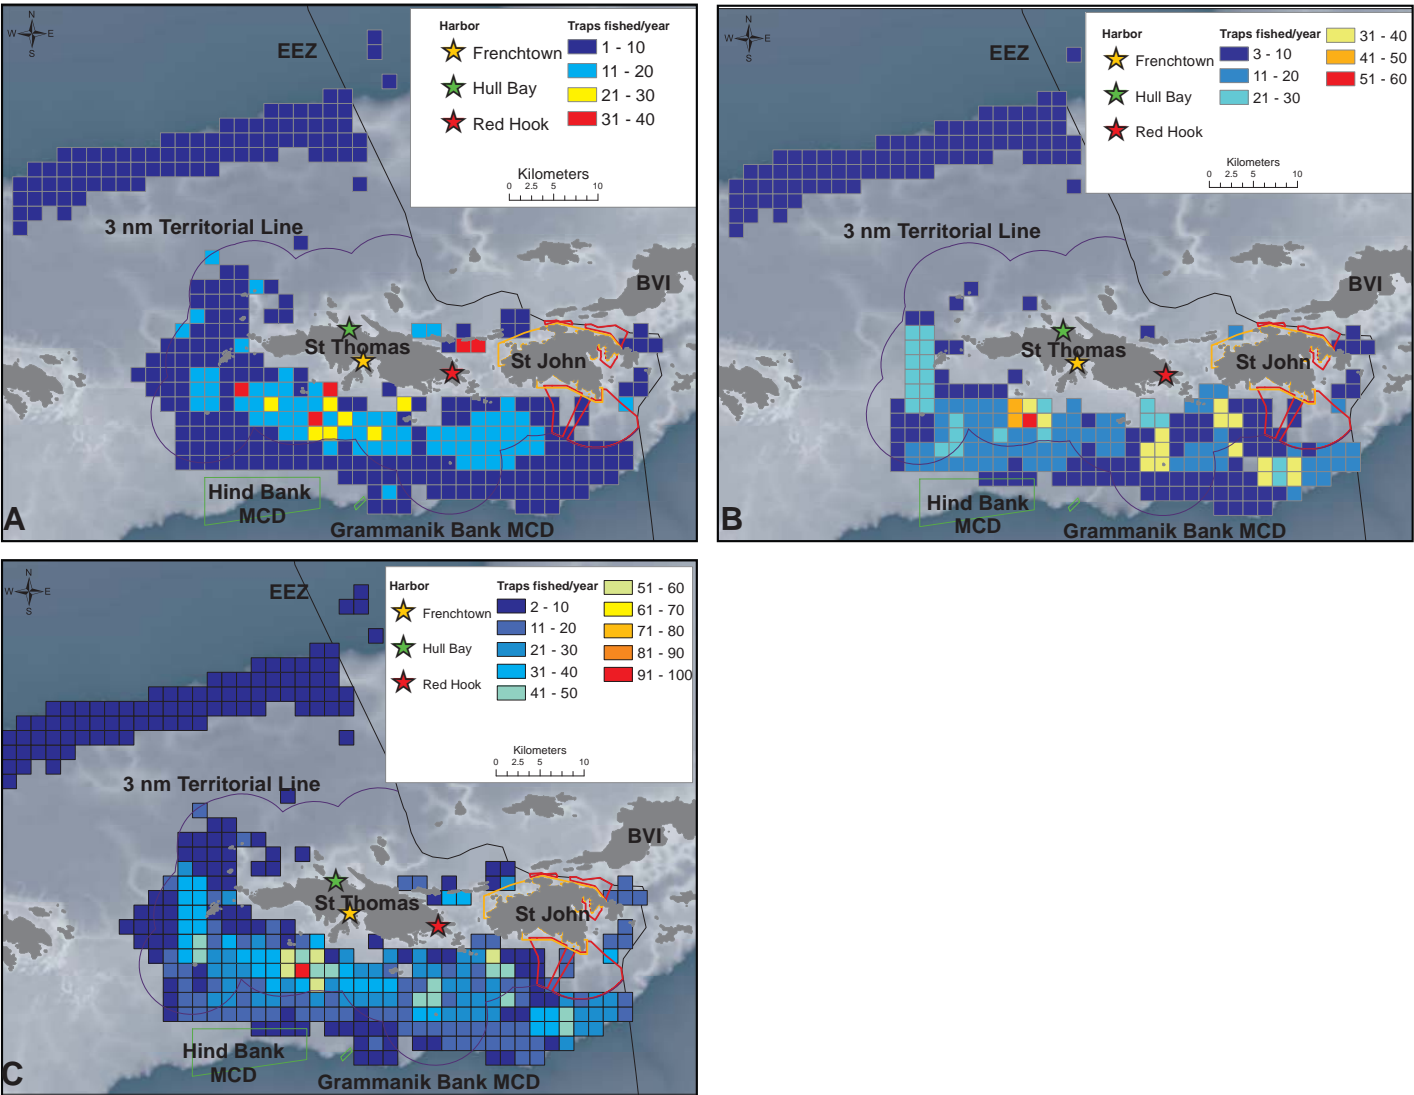 N
W E
S
EEZ
Harbor
Frenchtown
Hull Bay
Red Hook
Traps fished/year
1 - 10
11 - 20
21 - 30
31 - 40
Kilometers
0 2.5 5 10
3 nm Territorial Line
BVI
St Thomas
St John
Hind Bank
MCD
Grammanik Bank MCD
A
N
W E
S
EEZ
Harbor
Frenchtown
Hull Bay
Red Hook
Traps fished/year
3 - 10
11 - 20
21 - 30
31 - 40
41 - 50
51 - 60
Kilometers
0 2.5 5 10
3 nm Territorial Line
BVI
St Thomas
St John
Hind Bank
MCD
Grammanik Bank MCD
B
N
W E
S
EEZ
Harbor
Frenchtown
Hull Bay
Red Hook
Traps fished/year
2 - 10
11 - 20
21 - 30
31 - 40
41 - 50
51 - 60
61 - 70
71 - 80
81 - 90
91 - 100
Kilometers
0 2.5 5 10
3 nm Territorial Line
BVI
St Thomas
St John
Hind Bank
MCD
Grammanik Bank MCD
C